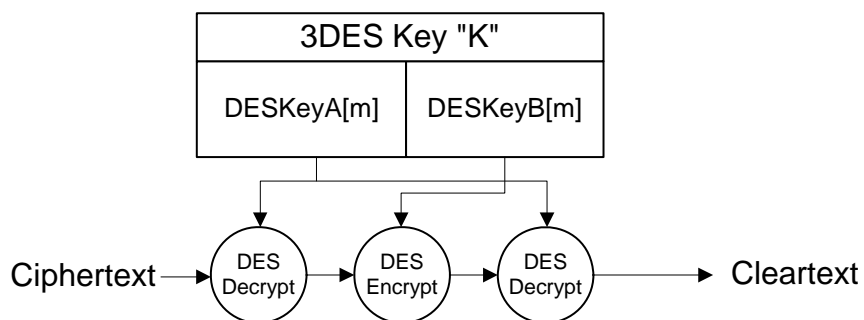 3DES Key "K"
DESKeyA[m]
DESKeyB[m]
Ciphertext
DES
Decrypt
DES
Encrypt
DES
Decrypt
Cleartext